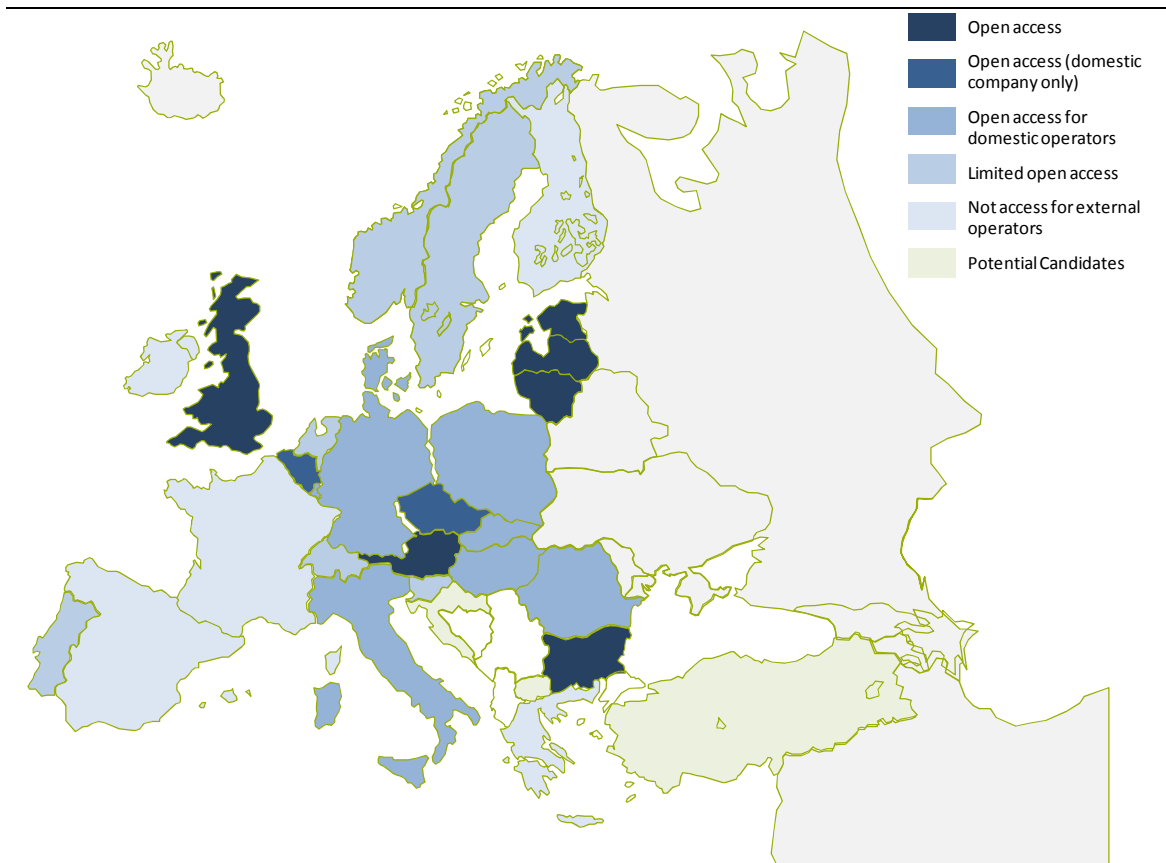 Open access
Open access (domestic
company only)
Open access for
domestic operators
Limited open access
Not access for external
operators
Potential Candidates